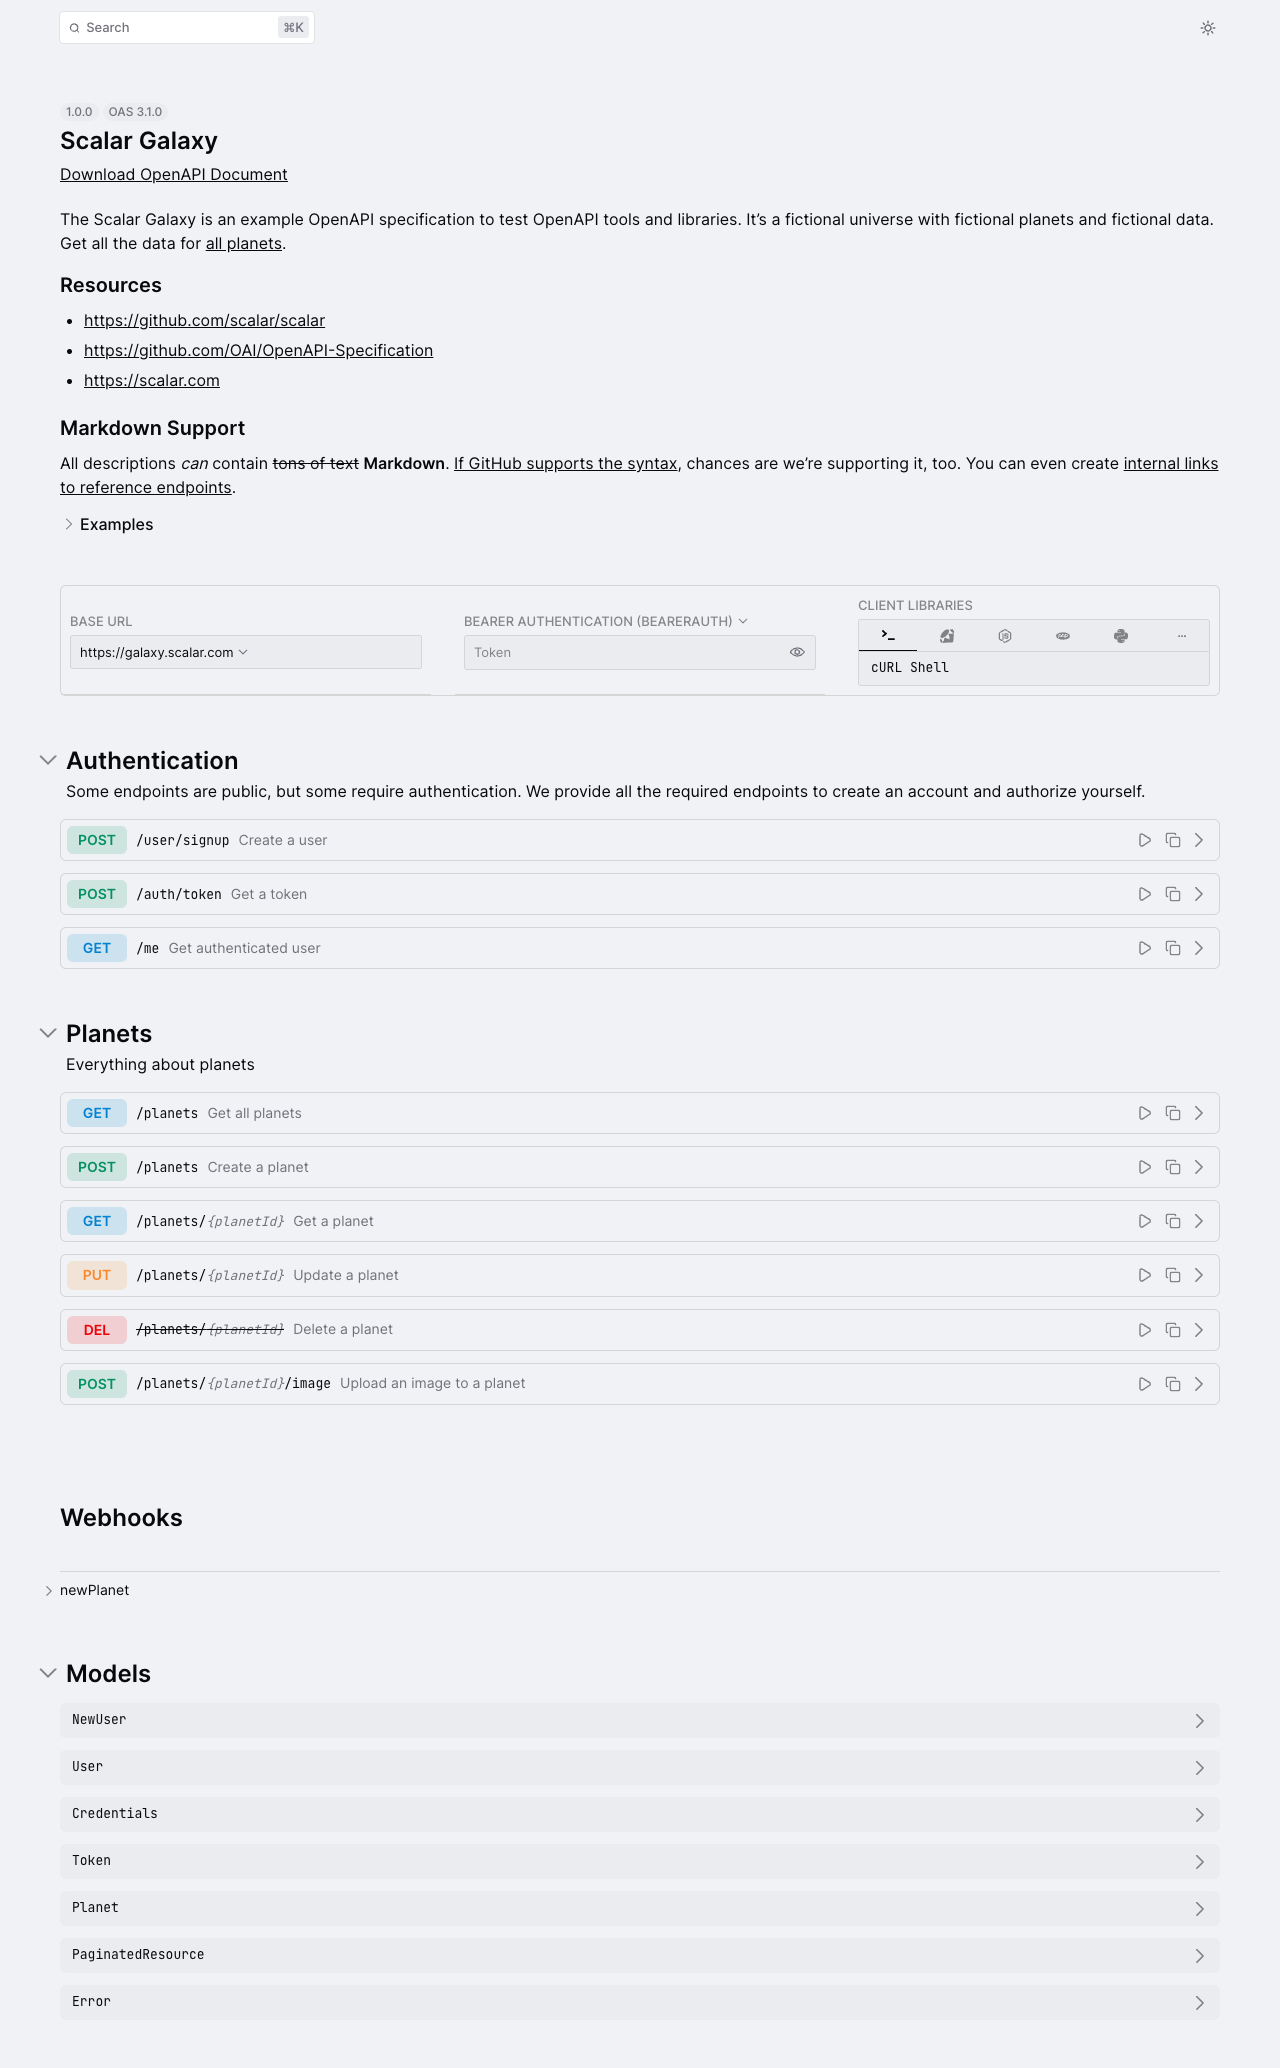 Search ⌘K
1.0.0 OAS 3.1.0
Scalar Galaxy
Download OpenAPI Document
The Scalar Galaxy is an example OpenAPI specification to test OpenAPI tools and libraries. It’s a fictional universe with fictional planets and fictional data.
Get all the data for all planets.
Resources
• https://github.com/scalar/scalar
• https://github.com/OAI/OpenAPI-Specification
• https://scalar.com
Markdown Support
All descriptions can contain tons of text Markdown. If GitHub supports the syntax, chances are we’re supporting it, too. You can even create internal links
to reference endpoints.
Examples
BASE URL
https://galaxy.scalar.com
BEARER AUTHENTICATION (BEARERAUTH)
Token
CLIENT LIBRARIES
cURL Shell
Authentication
Some endpoints are public, but some require authentication. We provide all the required endpoints to create an account and authorize yourself.
POST /user/signup Create a user
POST /auth/token Get a token
GET /me Get authenticated user
Planets
Everything about planets
GET /planets Get all planets
POST /planets Create a planet
GET /planets/{planetId} Get a planet
PUT /planets/{planetId} Update a planet
DEL /planets/{planetId} Delete a planet
POST /planets/{planetId}/image Upload an image to a planet
Webhooks
newPlanet
Models
NewUser
User
Credentials
Token
Planet
PaginatedResource
Error